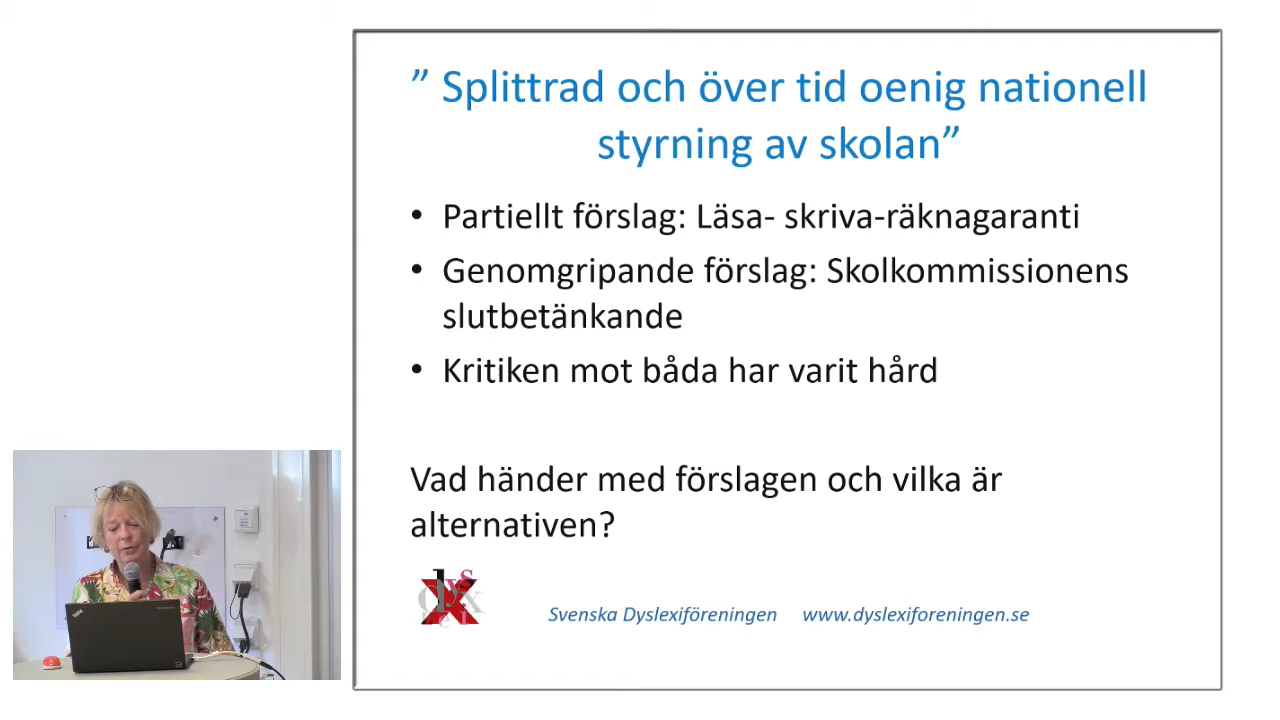 ” Splittrad och över tid oenig nationell
styrning av skolan”
• Partiellt förslag: Läsa- skriva-räknagaranti
• Genomgripande förslag: Skolkommissionens
slutbetänkande
• Kritiken mot båda har varit hård
Vad händer med förslagen och vilka är
alternativen?
Svenska Dyslexiföreningen www.dyslexiforeningen.se